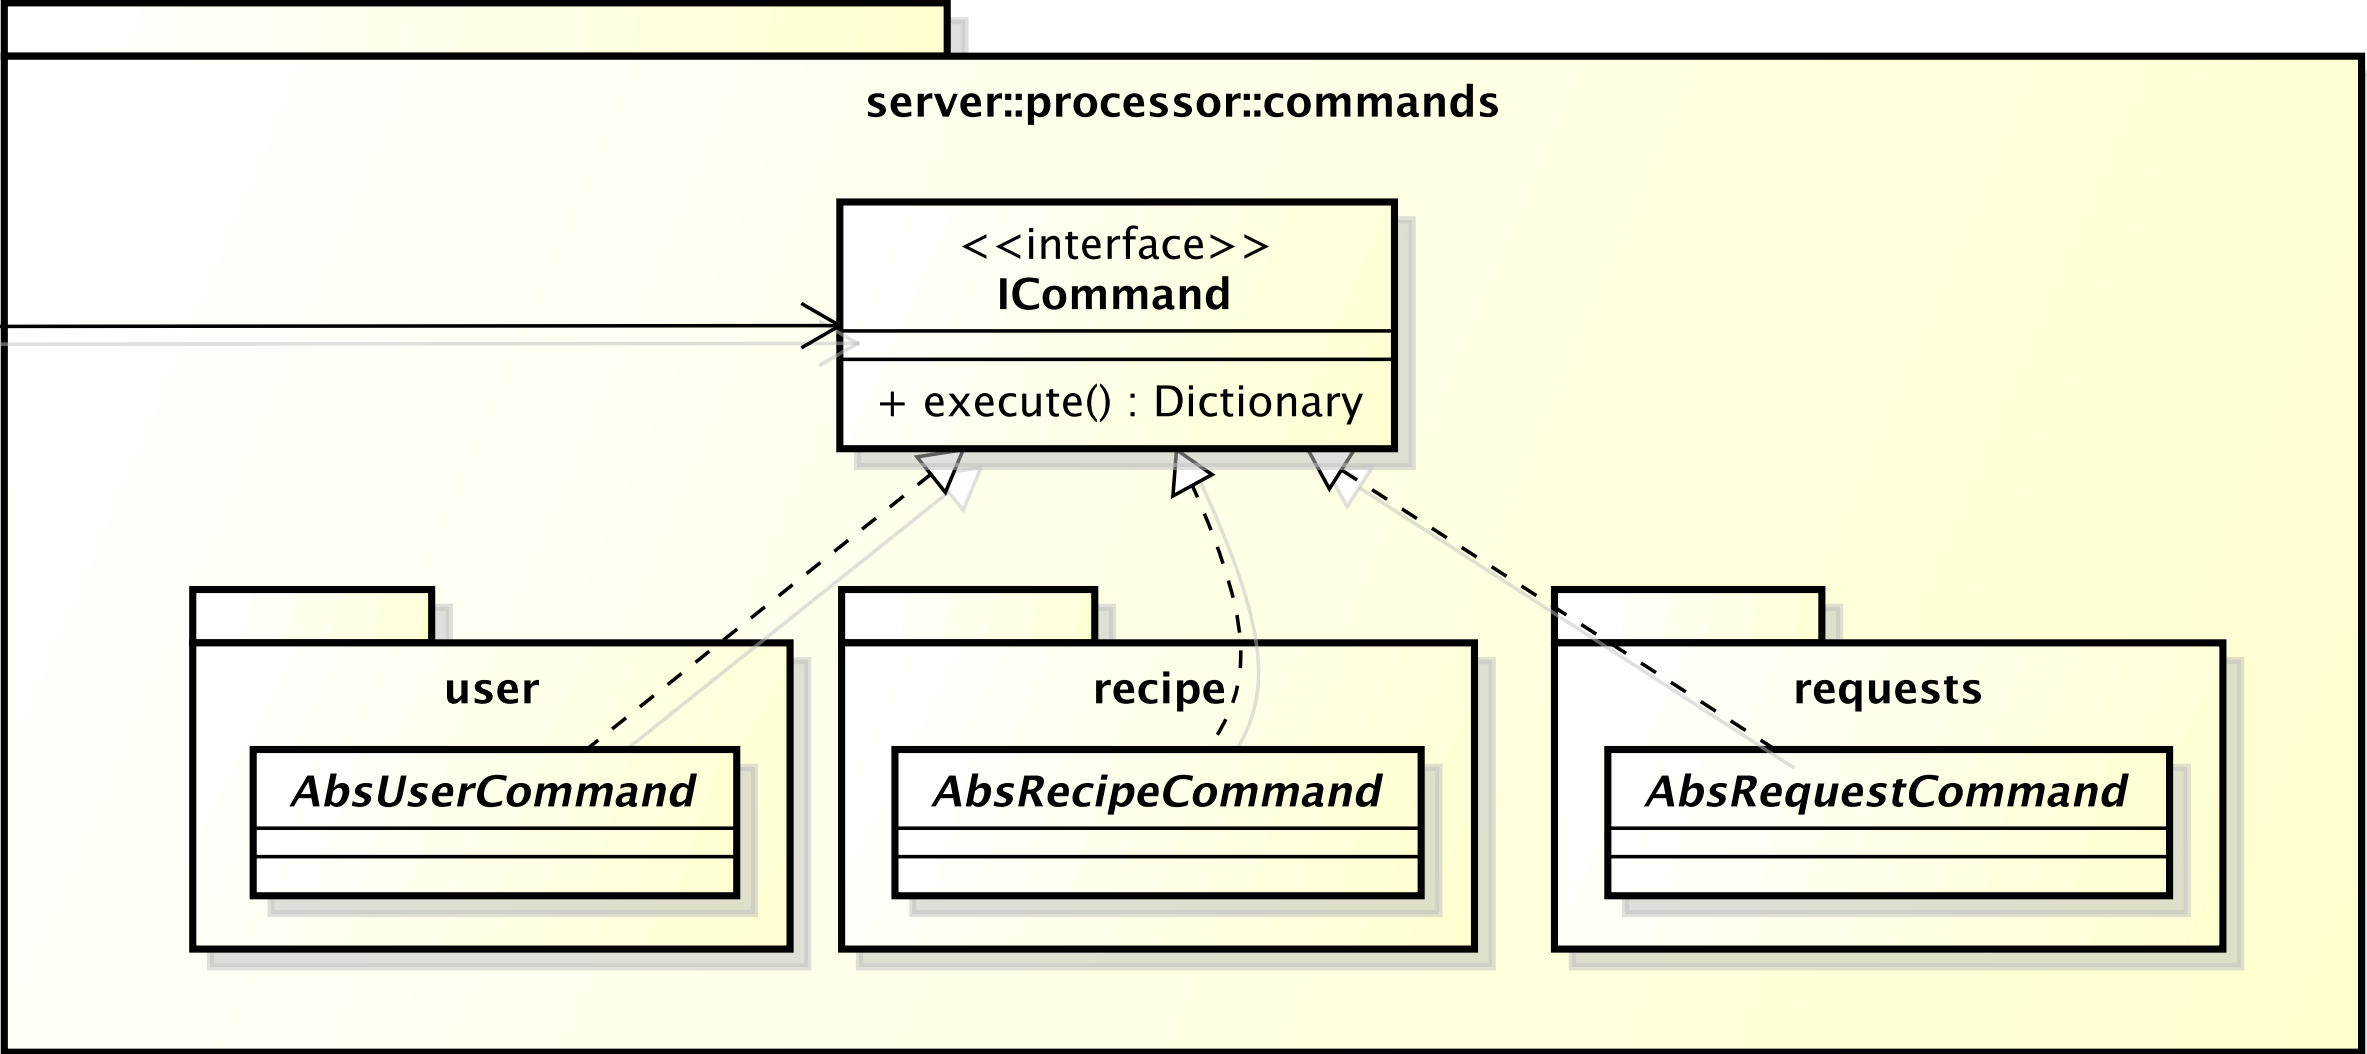 server::processor::commands
<<interface>>
ICommand
+ execute() : Dictionary
user
recipe
requests
AbsUserCommand
AbsRecipeCommand
AbsRequestCommand